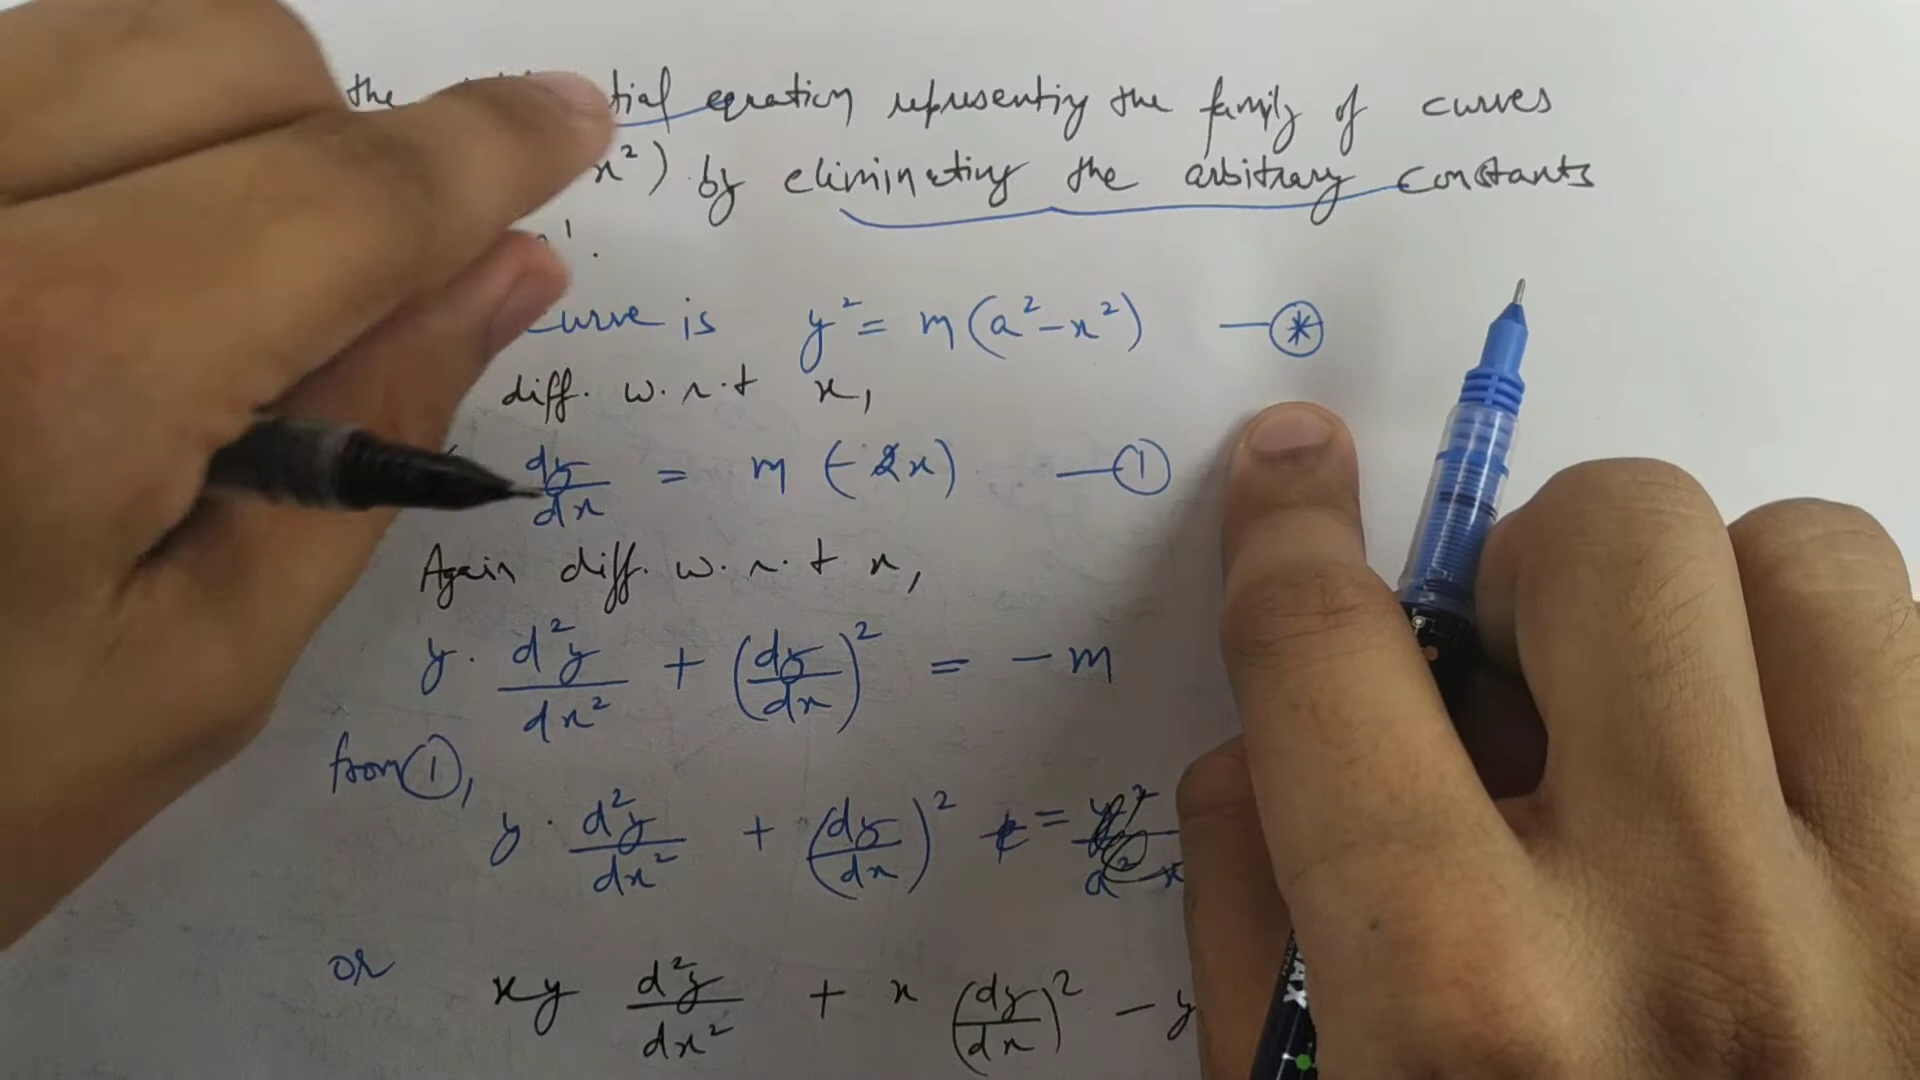 the tial equation representing the family of curves
x²) by eliminating the arbitrary constants
Curve is y² = m(a² - x²) — *
diff. w.r.t x,
dy/dx = m (-2x) — 1
Again diff. w.r.t x,
y . d²y/dx² + (dy/dx)² = - m
from 1,
y . d²y/dx² + (dy/dx)² =
or xy d²y/dx² + x (dy/dx)² - y